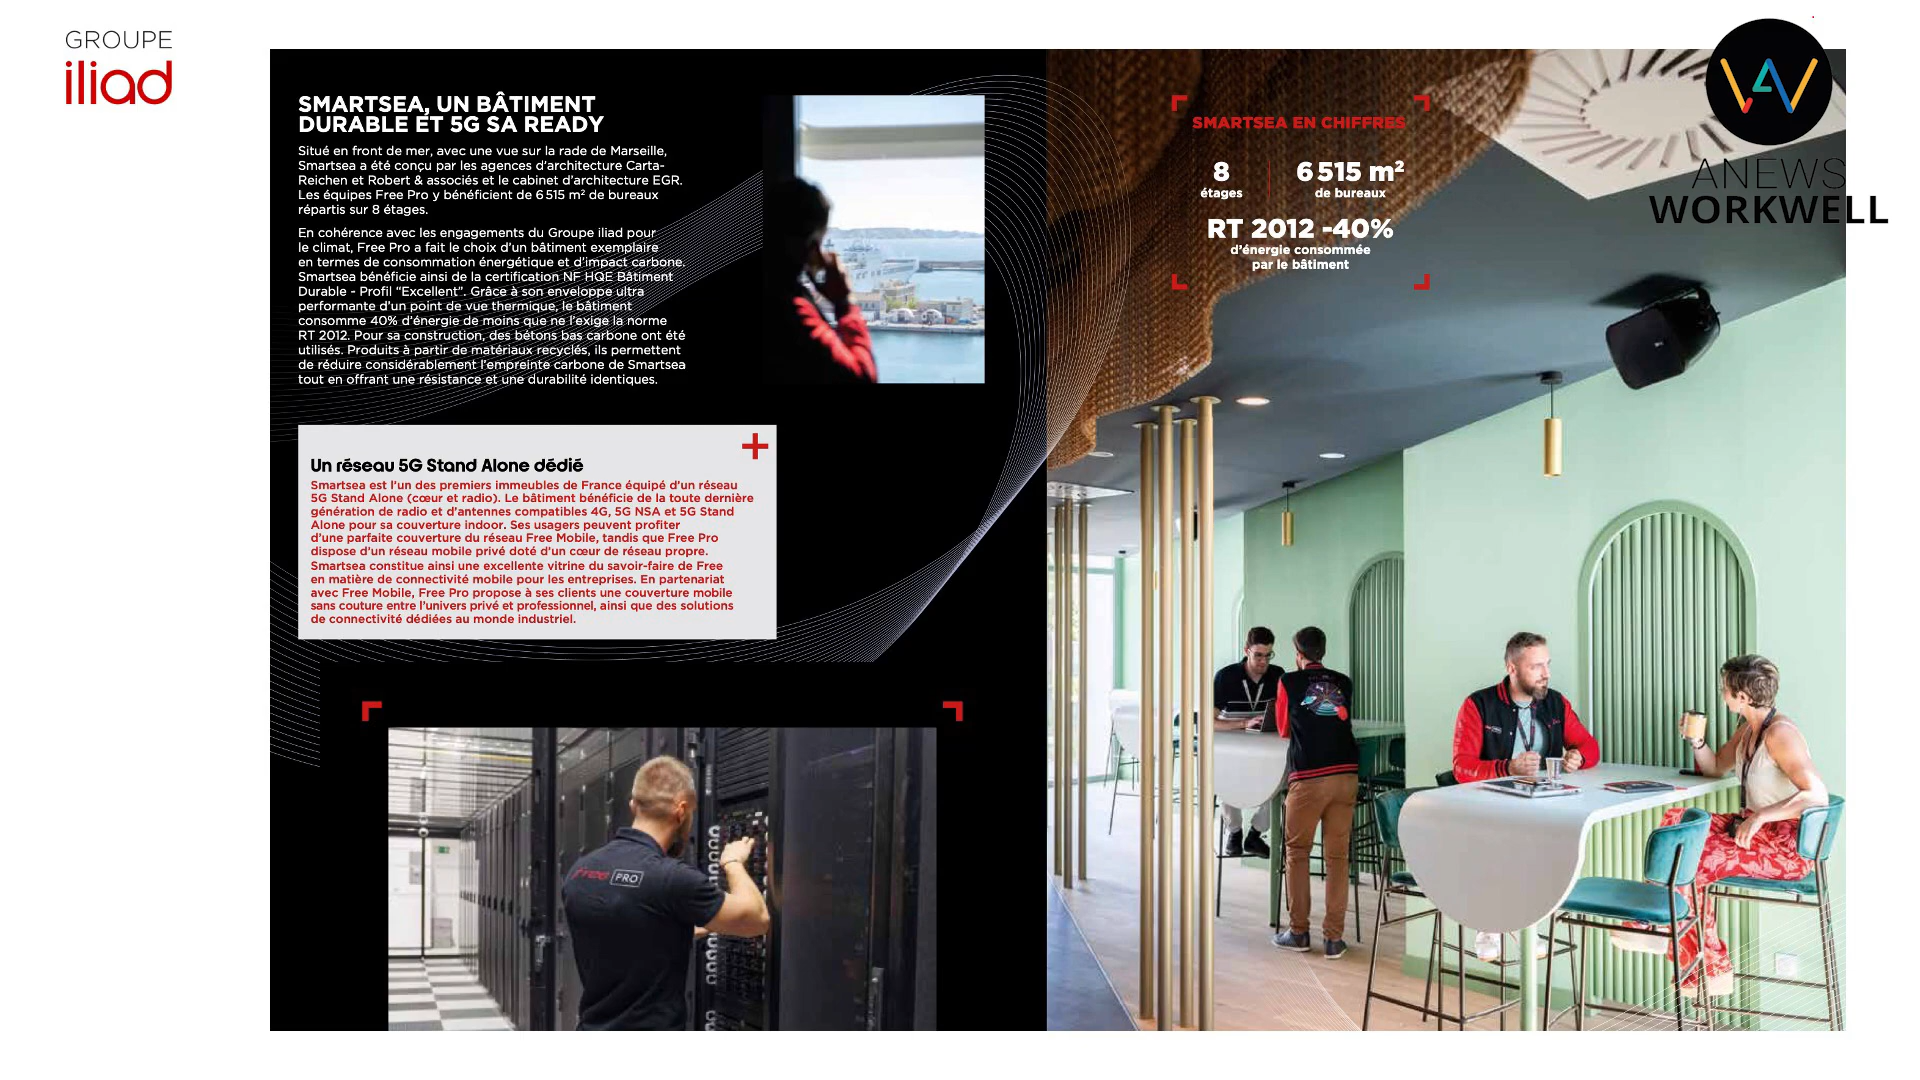 GROUPE
iliad
SMARTSEA, UN BÂTIMENT
DURABLE ET 5G SA READY
Situé en front de mer, avec une vue sur la rade de Marseille,
Smartsea a été conçu par les agences d’architecture Carta-
Reichen et Robert & associés et le cabinet d’architecture EGR.
Les équipes Free Pro y bénéficient de 6 515 m² de bureaux
répartis sur 8 étages.
En cohérence avec les engagements du Groupe iliad pour
le climat, Free Pro a fait le choix d’un bâtiment exemplaire
en termes de consommation énergétique et d’impact carbone.
Smartsea bénéficie ainsi de la certification NF HQE Bâtiment
Durable - Profil “Excellent”. Grâce à son enveloppe ultra
performante d’un point de vue thermique, le bâtiment
consomme 40% d’énergie de moins que ne l’exige la norme
RT 2012. Pour sa construction, des bétons bas carbone ont été
utilisés. Produits à partir de matériaux recyclés, ils permettent
de réduire considérablement l’empreinte carbone de Smartsea
tout en offrant une résistance et une durabilité identiques.
Un réseau 5G Stand Alone dédié
Smartsea est l’un des premiers immeubles de France équipé d’un réseau
5G Stand Alone (cœur et radio). Le bâtiment bénéficie de la toute dernière
génération de radio et d’antennes compatibles 4G, 5G NSA et 5G Stand
Alone pour sa couverture indoor. Ses usagers peuvent profiter
d’une parfaite couverture du réseau Free Mobile, tandis que Free Pro
dispose d’un réseau mobile privé doté d’un cœur de réseau propre.
Smartsea constitue ainsi une excellente vitrine du savoir-faire de Free
en matière de connectivité mobile pour les entreprises. En partenariat
avec Free Mobile, Free Pro propose à ses clients une couverture mobile
sans couture entre l’univers privé et professionnel, ainsi que des solutions
de connectivité dédiées au monde industriel.
free PRO
SMARTSEA EN CHIFFRES
8
étages
6 515 m²
de bureaux
RT 2012 -40%
d’énergie consommée
par le bâtiment
ANEWS
WORKWELL